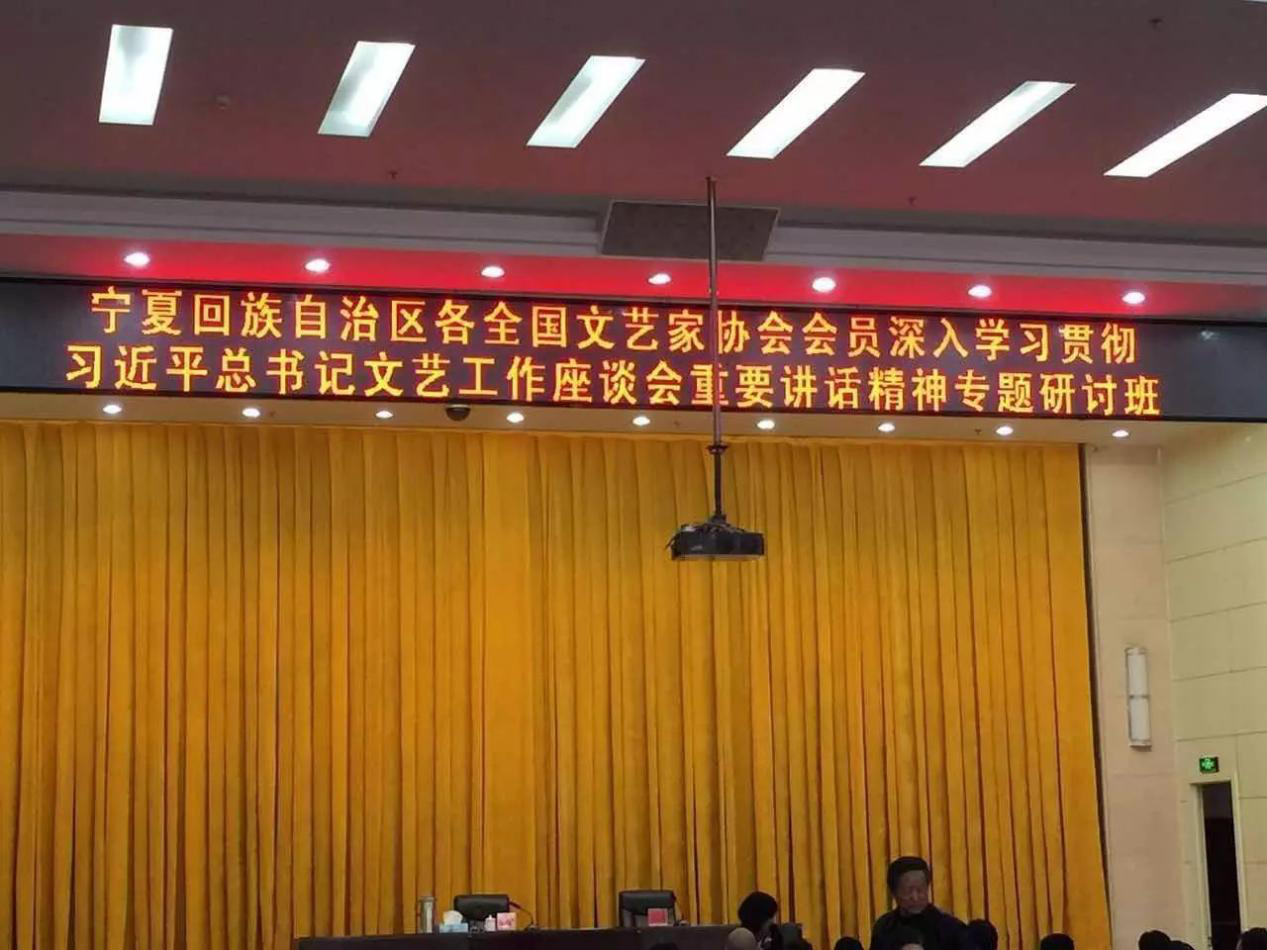 宁夏回族自治区各全国文艺家协会会员深入学习贯彻
习近平总书记文艺工作座谈会重要讲话精神专题研讨班